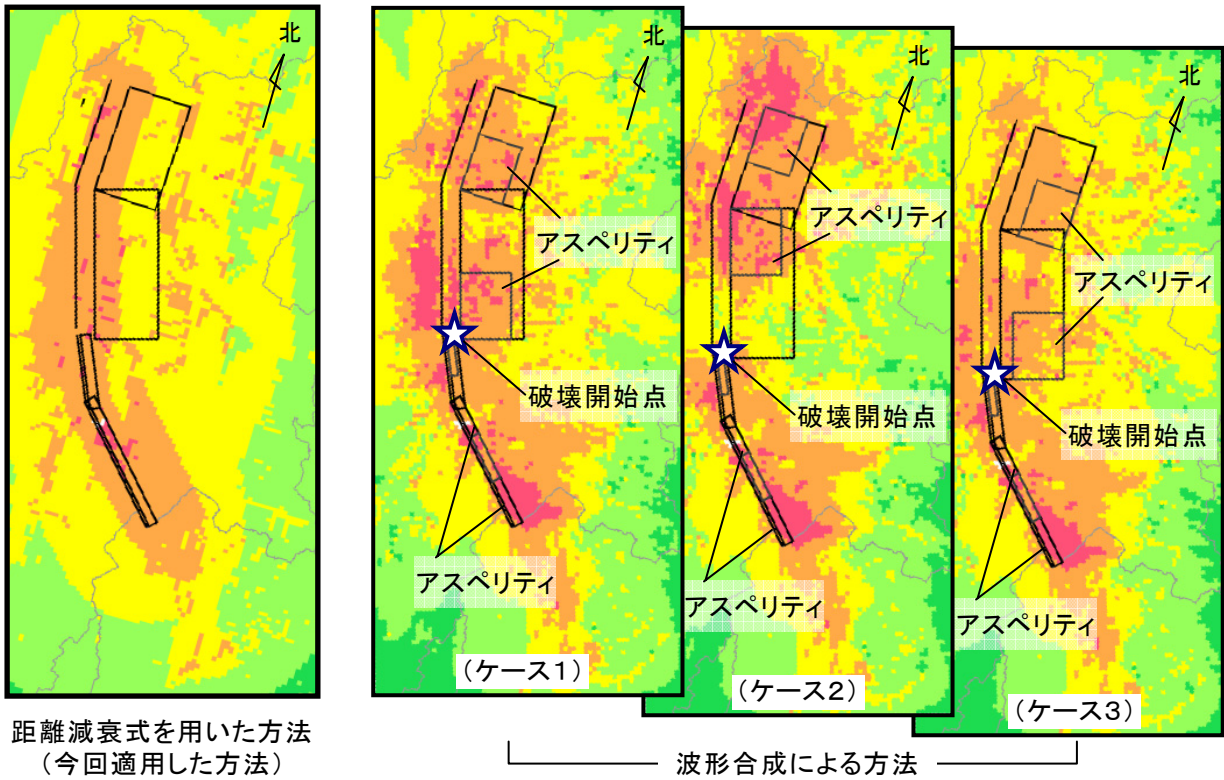 北
距離減衰式を用いた方法
（今回適用した方法）
北
アスペリティ
破壊開始点
アスペリティ
（ケース１）
北
アスペリティ
破壊開始点
アスペリティ
（ケース２）
北
アスペリティ
破壊開始点
アスペリティ
（ケース３）
波形合成による方法